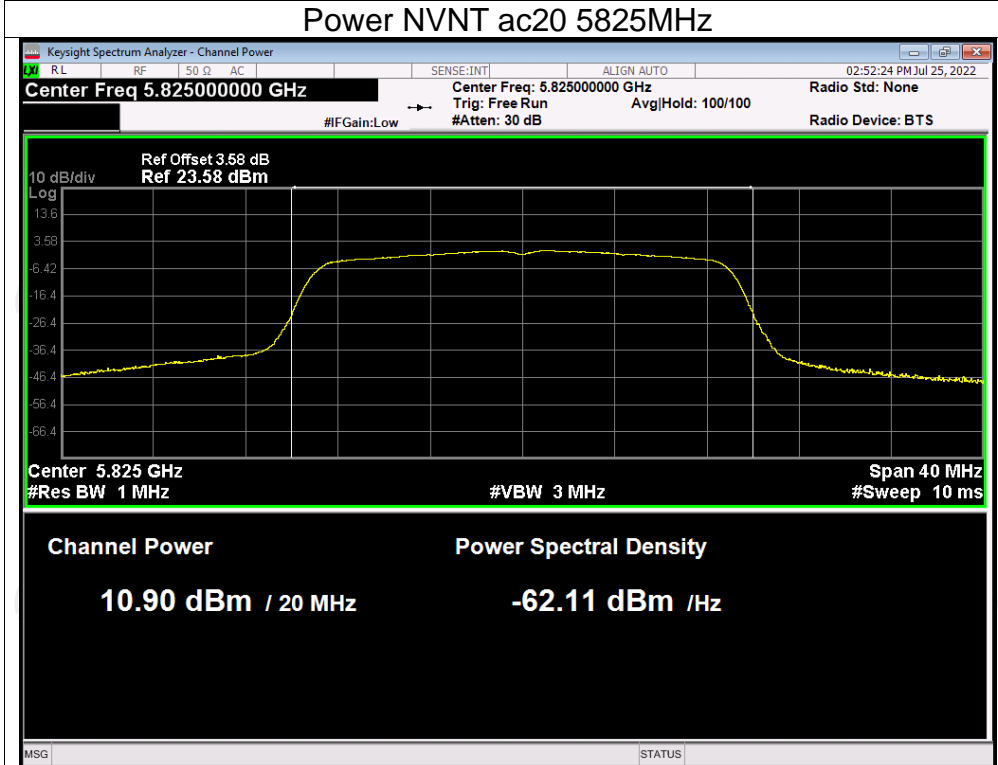 Power NVNT ac20 5825MHz
Keysight Spectrum Analyzer - Channel Power
LXI RL RF 50 Ω AC SENSE:INT ALIGN AUTO 02:52:24 PM Jul 25, 2022
Center Freq 5.825000000 GHz
Center Freq: 5.825000000 GHz
Radio Std: None
Trig: Free Run Avg|Hold: 100/100
#IFGain:Low
#Atten: 30 dB
Radio Device: BTS
Ref Offset 3.58 dB
10 dB/div
Ref 23.58 dBm
Log
13.6
3.58
-6.42
-16.4
-26.4
-36.4
-46.4
-56.4
-66.4
Center 5.825 GHz
Span 40 MHz
#Res BW 1 MHz
#VBW 3 MHz
#Sweep 10 ms
Channel Power
Power Spectral Density
10.90 dBm / 20 MHz
-62.11 dBm /Hz
MSG
STATUS